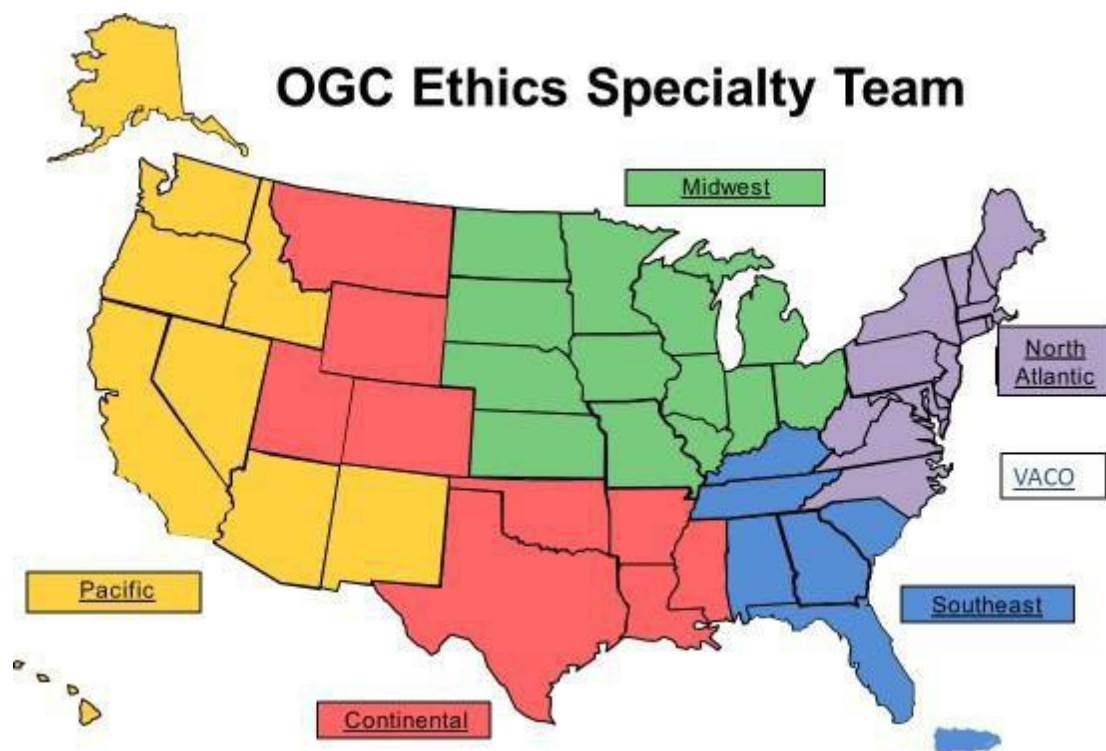 OGC Ethics Specialty Team
Midwest
North
Atlantic
VACO
Pacific
Southeast
Continental